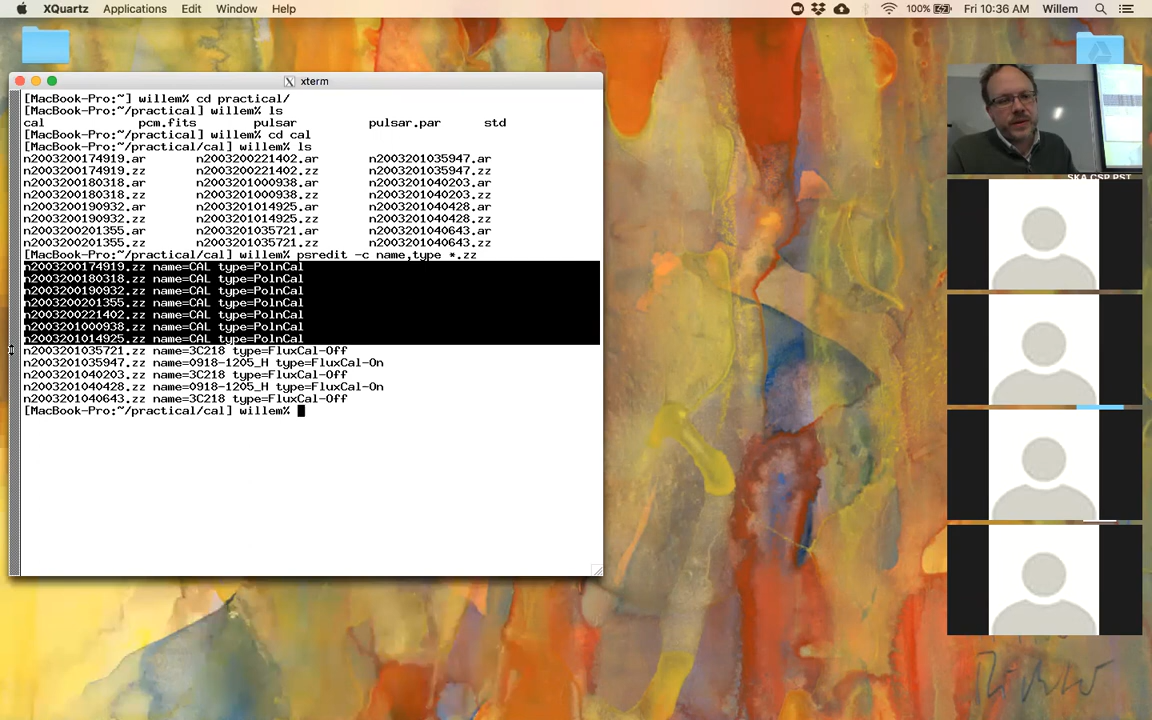 XQuartz Applications Edit Window Help 100% Fri 10:36 AM Willem
xterm
[MacBook-Pro:~] willem% cd practical/
[MacBook-Pro:~/practical] willem% ls
cal pcm.fits pulsar pulsar.par std
[MacBook-Pro:~/practical] willem% cd cal
[MacBook-Pro:~/practical/cal] willem% ls
n2003200174919.ar n2003200221402.ar n2003201035947.ar
n2003200174919.zz n2003200221402.zz n2003201035947.zz
n2003200180318.ar n2003201000938.ar n2003201040203.ar
n2003200180318.zz n2003201000938.zz n2003201040203.zz
n2003200190932.ar n2003201014925.ar n2003201040428.ar
n2003200190932.zz n2003201014925.zz n2003201040428.zz
n2003200201355.ar n2003201035721.ar n2003201040643.ar
n2003200201355.zz n2003201035721.zz n2003201040643.zz
[MacBook-Pro:~/practical/cal] willem% psredit -c name,type *.zz
n2003200174919.zz name=CAL type=PolnCal
n2003200180318.zz name=CAL type=PolnCal
n2003200190932.zz name=CAL type=PolnCal
n2003200201355.zz name=CAL type=PolnCal
n2003200221402.zz name=CAL type=PolnCal
n2003201000938.zz name=CAL type=PolnCal
n2003201014925.zz name=CAL type=PolnCal
n2003201035721.zz name=3C218 type=FluxCal-Off
n2003201035947.zz name=0918-1205_H type=FluxCal-On
n2003201040203.zz name=3C218 type=FluxCal-Off
n2003201040428.zz name=0918-1205_H type=FluxCal-On
n2003201040643.zz name=3C218 type=FluxCal-Off
[MacBook-Pro:~/practical/cal] willem%
SKA CSP PST